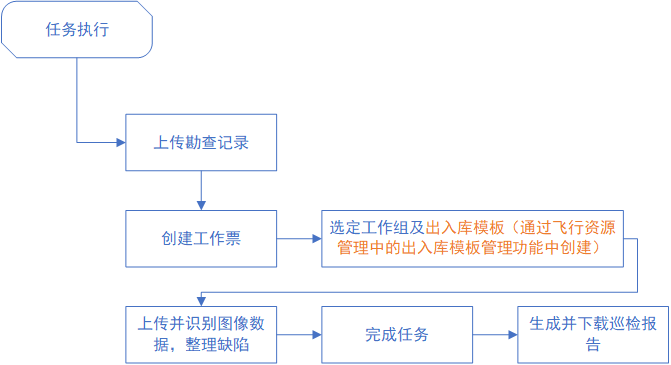 任务执行
上传勘查记录
创建工作票
选定工作组及出入库模板（通过飞行资源
管理中的出入库模板管理功能中创建）
上传并识别图像数
据，整理缺陷
完成任务
生成并下载巡检报
告